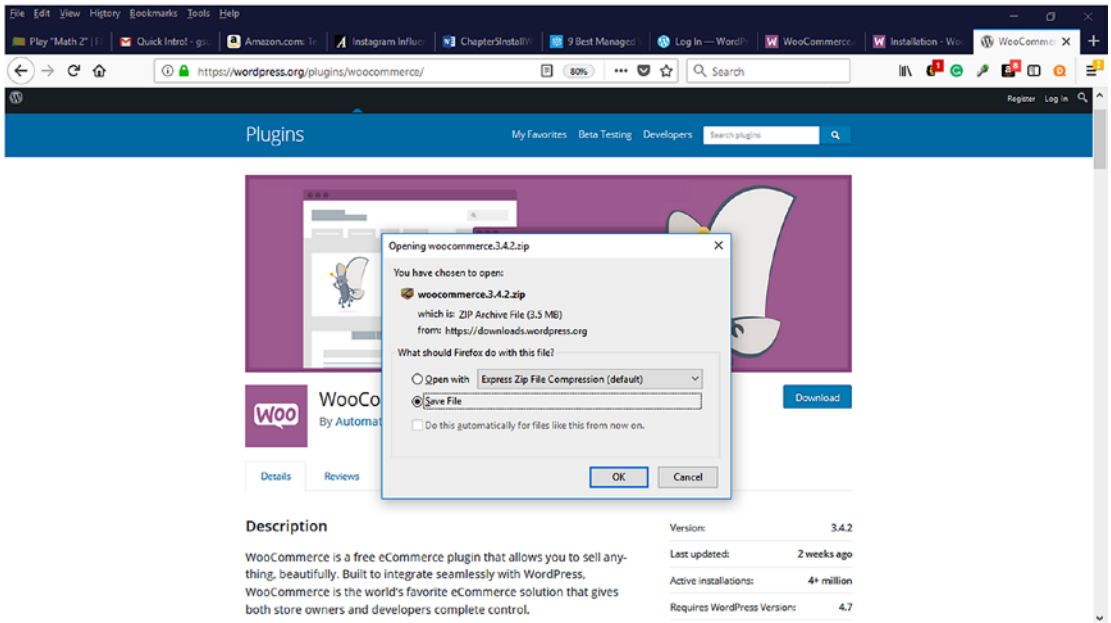 File Edit View History Bookmarks Tools Help
Play "Math 2" | F Quick Intro! - gs Amazon.com: To Instagram Influen Chapter5InstallW 9 Best Managed Log In — WordP WooCommerce. Installation - Woo WooCommer
https://wordpress.org/plugins/woocommerce/ 80% Search
Register Log In
Plugins My Favorites Beta Testing Developers Search plugins
Opening woocommerce.3.4.2.zip
You have chosen to open:
woocommerce.3.4.2.zip
which is: ZIP Archive File (3.5 MB)
from: https://downloads.wordpress.org
What should Firefox do with this file?
Open with Express Zip File Compression (default)
Save File
Do this automatically for files like this from now on.
OK Cancel
Woo
WooCo
By Automat
Download
Details Reviews
Description
WooCommerce is a free eCommerce plugin that allows you to sell any-
thing, beautifully. Built to integrate seamlessly with WordPress,
WooCommerce is the world's favorite eCommerce solution that gives
both store owners and developers complete control.
Version: 3.4.2
Last updated: 2 weeks ago
Active installations: 4+ million
Requires WordPress Version: 4.7